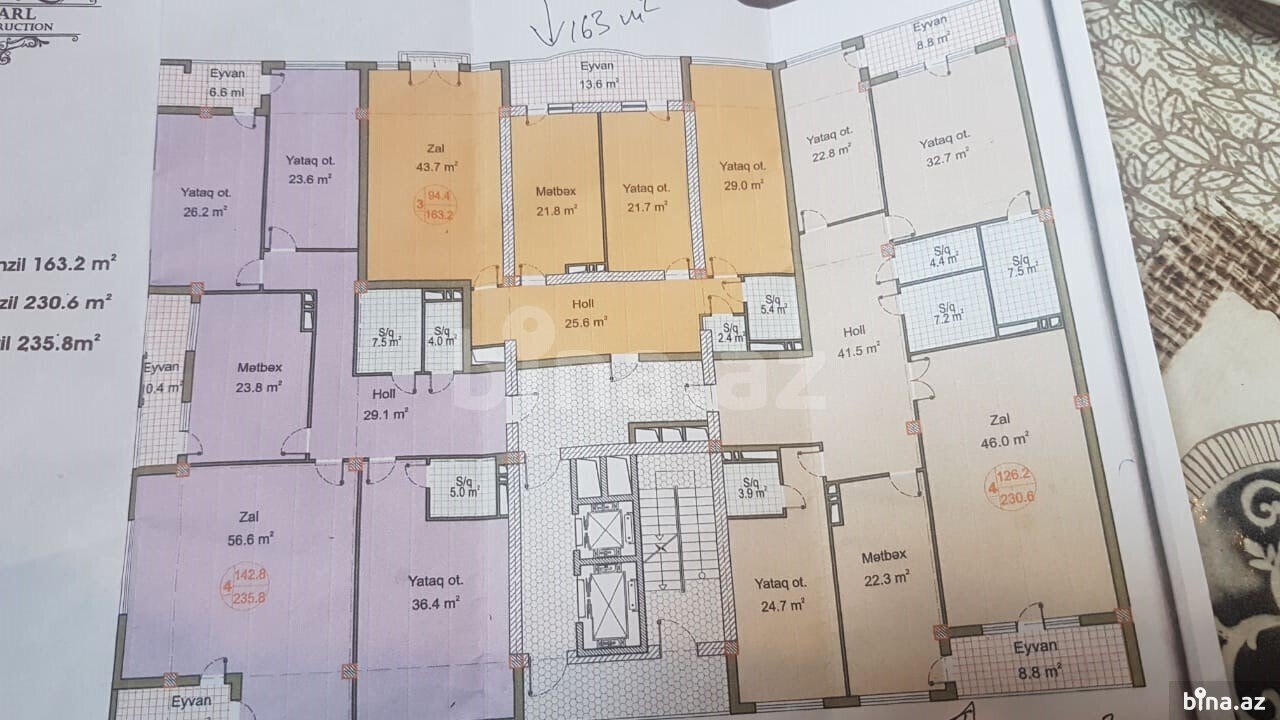 ARL
RUCTION
163 m²
nzil 163.2 m²
zil 230.6 m²
il 235.8m²
Eyvan
6.6 ml
Yataq ot.
26.2 m²
Yataq ot.
23.6 m²
Zal
43.7 m²
3 94.4
163.2
Eyvan
13.6 m²
Mətbəx
21.8 m²
Yataq ot.
21.7 m²
Yataq ot.
29.0 m²
Yataq ot.
22.8 m²
Eyvan
8.8 m²
Yataq ot.
32.7 m²
S/q
4.4 m²
S/q
7.5 m²
S/q
7.2 m²
Holl
25.6 m²
S/q
5.4 m²
S/q
2.4 m²
Holl
41.5 m²
Eyvan
0.4 m²
Mətbəx
23.8 m²
S/q
7.5 m²
S/q
4.0 m²
Holl
29.1 m²
Zal
46.0 m²
4 126.2
230.6
Zal
56.6 m²
4 142.8
235.8
S/q
5.0 m²
Yataq ot.
36.4 m²
S/q
3.9 m²
Yataq ot.
24.7 m²
Mətbəx
22.3 m²
Eyvan
8.8 m²
Eyvan
bina.az
bina.az